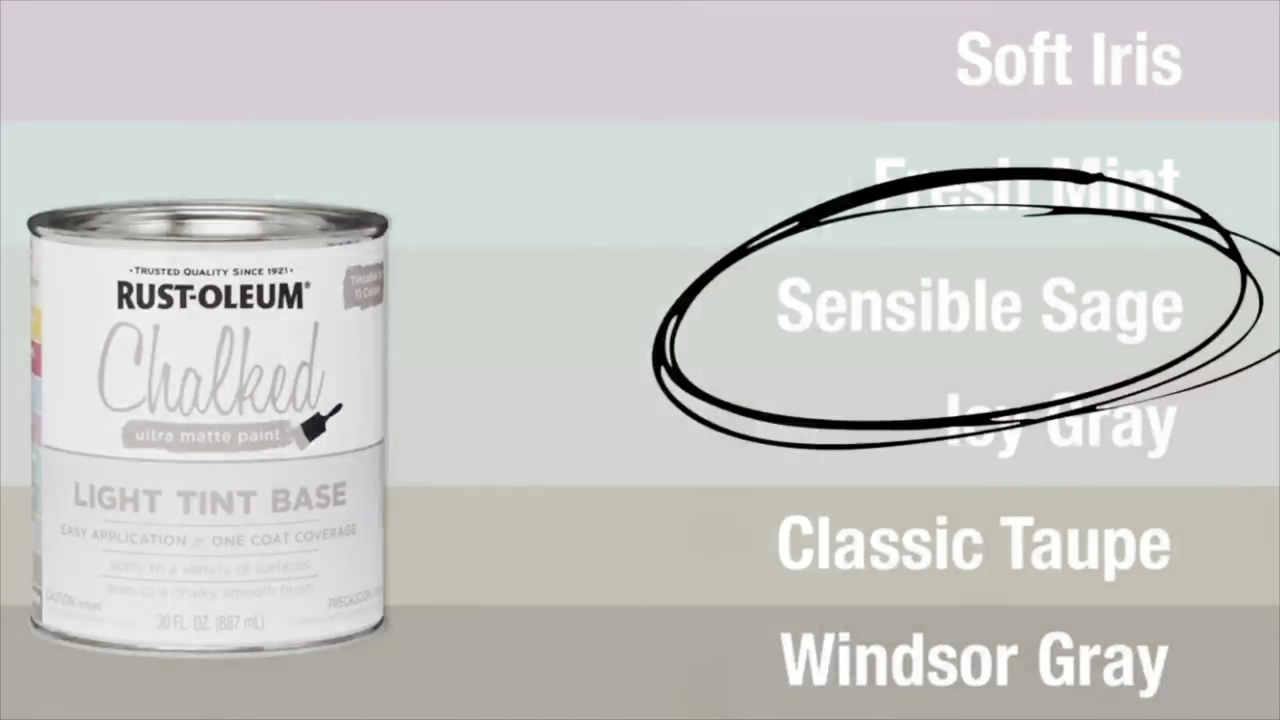 Soft Iris
Fresh Mint
Sensible Sage
Icy Gray
Classic Taupe
Windsor Gray
•TRUSTED QUALITY SINCE 1921•
RUST-OLEUM®
Chalked
ultra matte paint
LIGHT TINT BASE
EASY APPLICATION // ONE COAT COVERAGE
apply to a variety of surfaces
dries to a chalky smooth finish
CAUTION
30 FL. OZ. (887 mL)